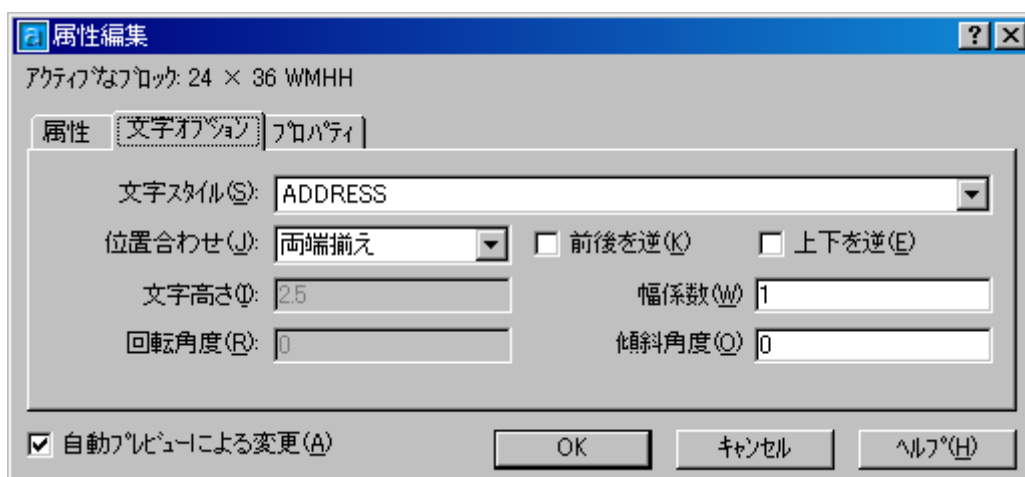 属性編集
ｱｸﾃｨﾌﾞなﾌﾞﾛｯｸ: 24 × 36 WMHH
属性 文字ｵﾌﾟｼｮﾝ ﾌﾟﾛﾊﾟﾃｨ
文字ｽﾀｲﾙ(S): ADDRESS
位置合わせ(J): 両端揃え 前後を逆(K) 上下を逆(E)
文字高さ(I): 2.5 幅係数(W) 1
回転角度(R): 0 傾斜角度(O) 0
自動ﾌﾟﾚﾋﾞｭｰによる変更(A) OK ｷｬﾝｾﾙ ﾍﾙﾌﾟ(H)